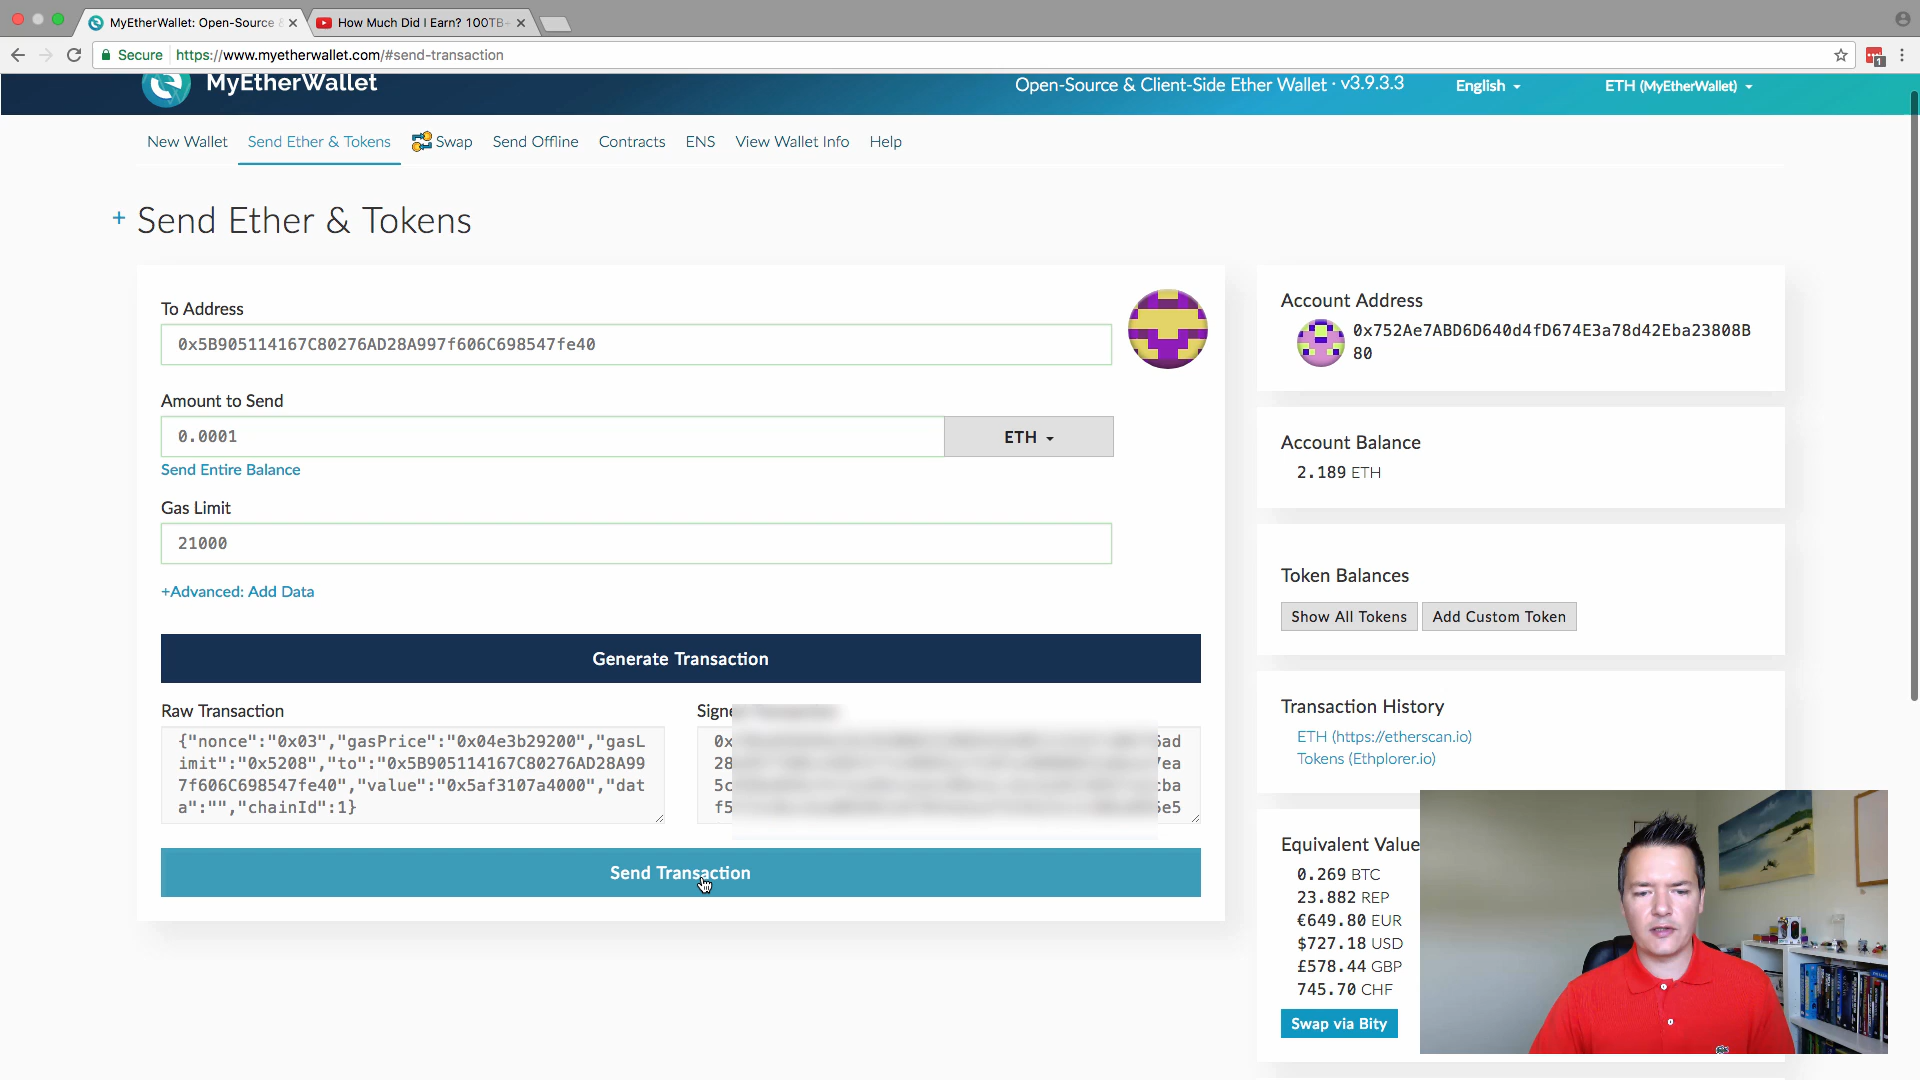 MyEtherWallet: Open-Source
How Much Did I Earn? 100TB
Secure https://www.myetherwallet.com/#send-transaction
1
MyEtherWallet
Open-Source & Client-Side Ether Wallet · v3.9.3.3
English
ETH (MyEtherWallet)
New Wallet Send Ether & Tokens Swap Send Offline Contracts ENS View Wallet Info Help
+ Send Ether & Tokens
To Address
0x5B905114167C80276AD28A997f606C698547fe40
Amount to Send
0.0001
ETH
Send Entire Balance
Gas Limit
21000
+Advanced: Add Data
Generate Transaction
Raw Transaction
{"nonce":"0x03","gasPrice":"0x04e3b29200","gasL
imit":"0x5208","to":"0x5B905114167C80276AD28A99
7f606C698547fe40","value":"0x5af3107a4000","dat
a":"","chainId":1}
Send Transaction
Account Address
0x752Ae7ABD6D640d4fD674E3a78d42Eba23808B
80
Account Balance
2.189 ETH
Token Balances
Show All Tokens Add Custom Token
Transaction History
ETH (https://etherscan.io)
Tokens (Ethplorer.io)
Equivalent Value
0.269 BTC
23.882 REP
€649.80 EUR
$727.18 USD
£578.44 GBP
745.70 CHF
Swap via Bity